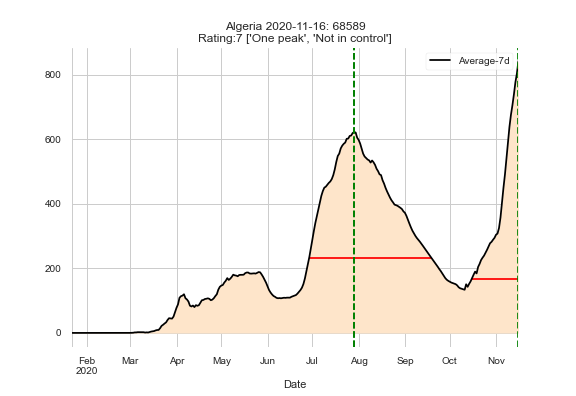 Algeria 2020-11-16: 68589
Rating:7 ['One peak', 'Not in control']
Average-7d
800
600
400
200
0
Feb Mar Apr May Jun Jul Aug Sep Oct Nov
2020
Date